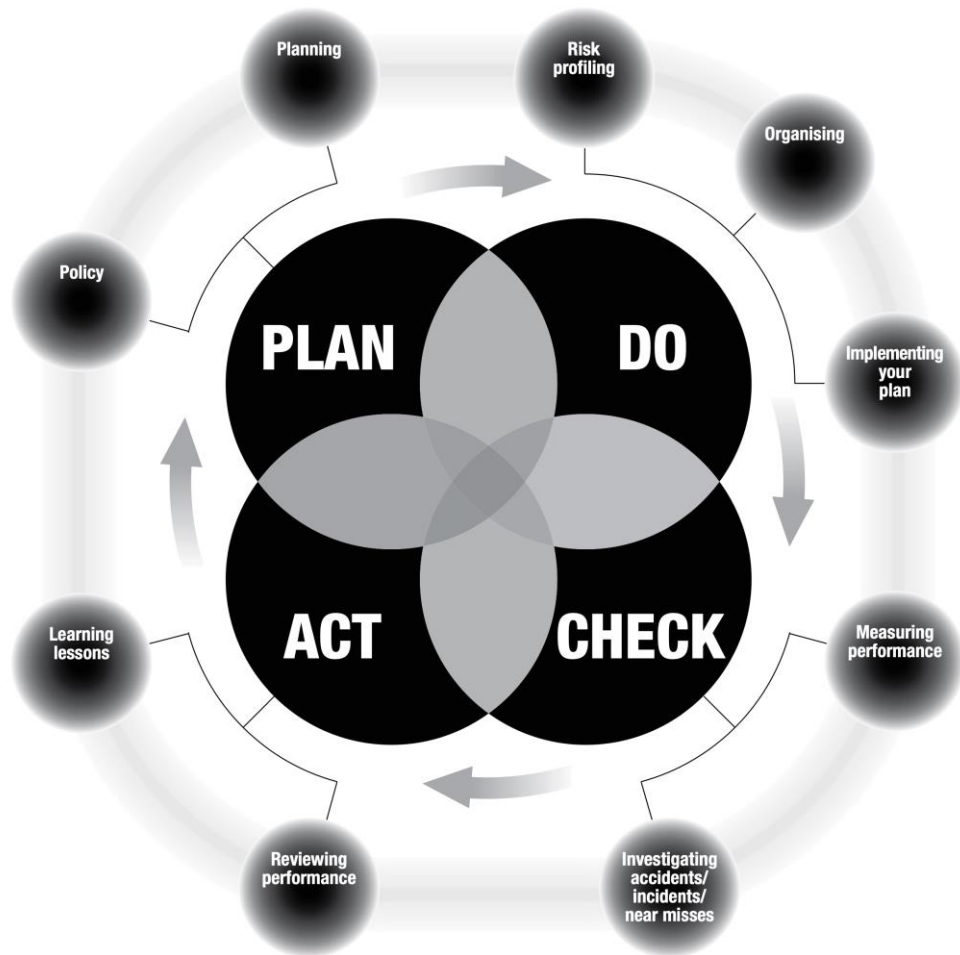 Planning
Risk
profiling
Organising
Policy
PLAN
DO
Implementing
your
plan
Learning
lessons
ACT
CHECK
Measuring
performance
Reviewing
performance
Investigating
accidents/
incidents/
near misses